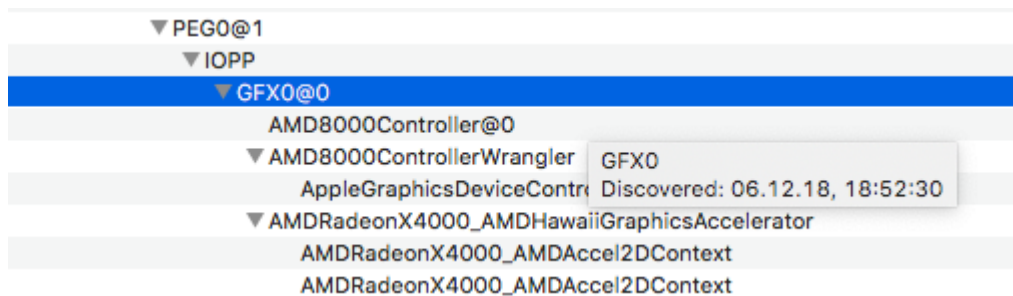 PEG0@1
IOPP
GFX0@0
AMD8000Controller@0
AMD8000ControllerWrangler
GFX0
Discovered: 06.12.18, 18:52:30
AMDRadeonX4000_AMDHawaiiGraphicsAccelerator
AMDRadeonX4000_AMDAccel2DContext
AMDRadeonX4000_AMDAccel2DContext